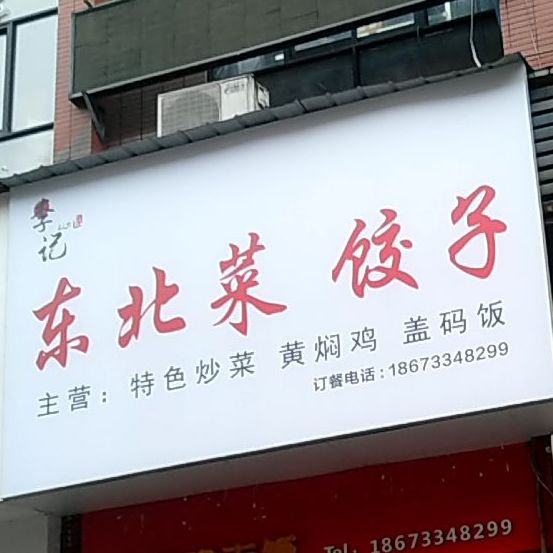 李记
东北菜 饺子
主营：特色炒菜 黄焖鸡 盖码饭
订餐电话：18673348299
Tel: 18673348299